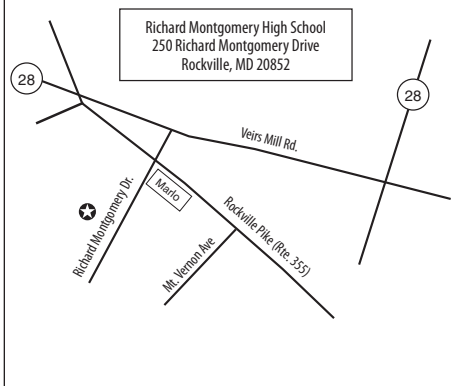 Richard Montgomery High School
250 Richard Montgomery Drive
Rockville, MD 20852
28
28
Veirs Mill Rd.
Marlo
Richard Montgomery Dr.
Rockville Pike (Rte. 355)
Mt. Vernon Ave